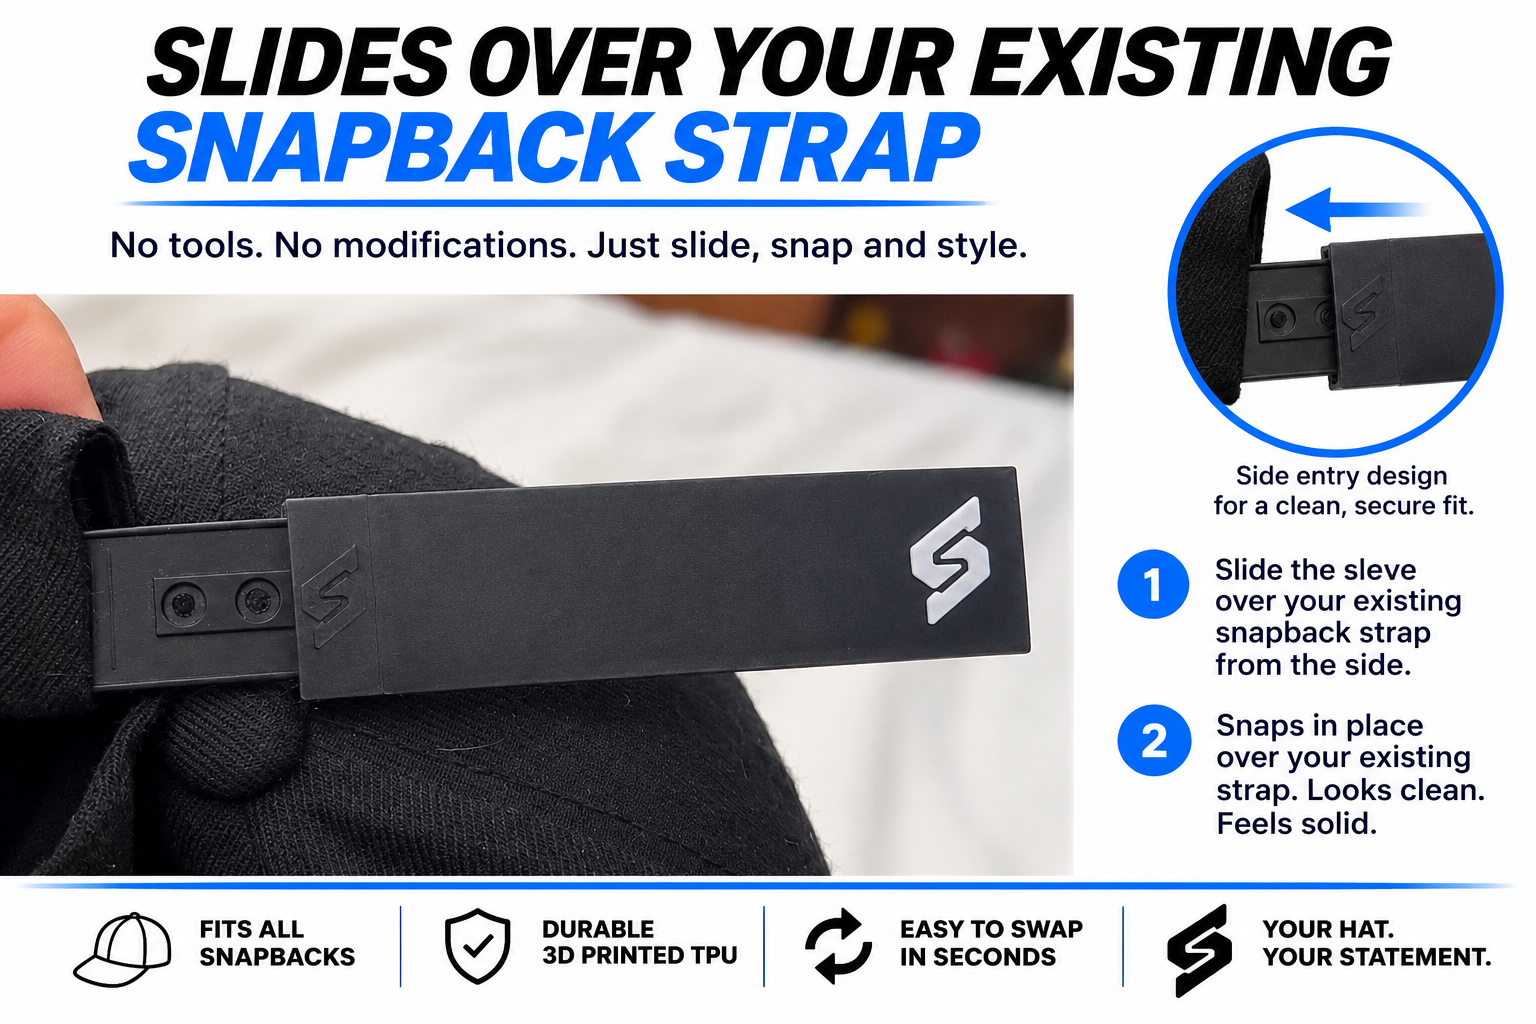 SLIDES OVER YOUR EXISTING
SNAPBACK STRAP
No tools. No modifications. Just slide, snap and style.
Side entry design
for a clean, secure fit.
1
Slide the sleve
over your existing
snapback strap
from the side.
2
Snaps in place
over your existing
strap. Looks clean.
Feels solid.
FITS ALL
SNAPBACKS
DURABLE
3D PRINTED TPU
EASY TO SWAP
IN SECONDS
YOUR HAT.
YOUR STATEMENT.